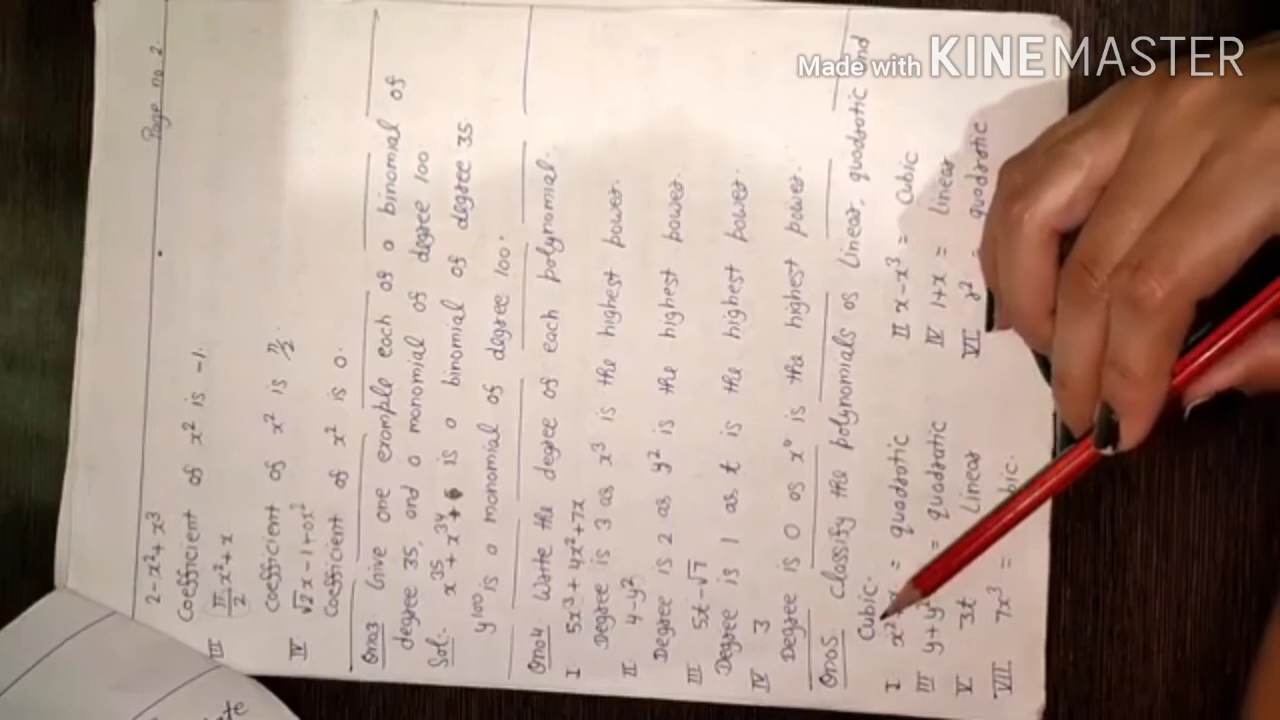 Page no 2
2-x²+x³
Coefficient of x² is -1.
III π/2 x²+x
Coefficient of x² is π/2.
IV √2x-1+0x²
Coefficient of x² is 0.
Qno3 Give one example each of a binomial of
degree 35, and a monomial of degree 100
Sol:- x³⁵ + x³⁴ is a binomial of degree 35
y¹⁰⁰ is a monomial of degree 100.
Qno4 Write the degree of each polynomial.
I 5x³+4x²+7x
Degree is 3 as x³ is the highest power.
II 4-y²
Degree is 2 as y² is the highest power.
III 5t-√7
Degree is 1 as t is the highest power.
IV 3
Degree is 0 as x⁰ is the highest power.
Qno5 Classify the polynomials as linear, quadratic and
Cubic.
I = quadratic II x-x³ = Cubic
III y+y² = quadratic IV 1+x = linear
V 3t Linear VI r² = quadratic
VII 7x³ =
Made with KINEMASTER